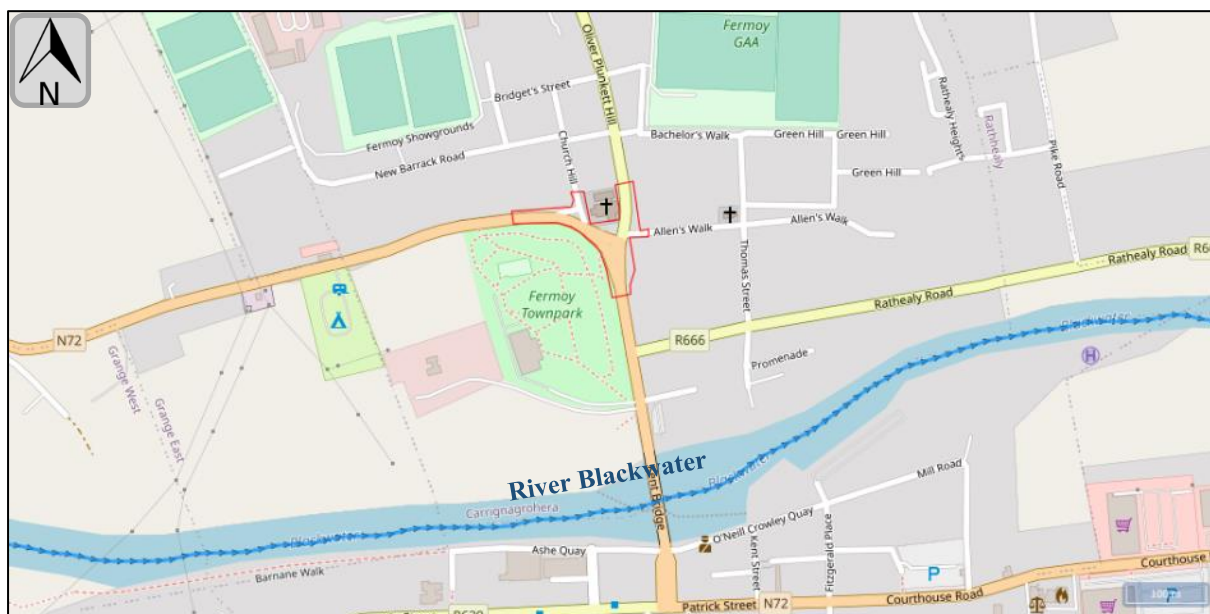 N
Fermoy
GAA
Oliver Plunkett Hill
Bridget's Street
Fermoy Showgrounds
New Barrack Road
Church Hill
Bachelor's Walk
Green Hill
Green Hill
Green Hill
Rathealy Heights
Rathealy
Pike Road
Allen's Walk
Allen's Walk
Thomas Street
Rathealy Road
Rathealy Road
R666
Fermoy
Townpark
N72
Grange West
Grange East
Promenade
Blackwater
H
River Blackwater
Blackwater
Carrignagrohera
Blackwater
Mill Road
O'Neill Crowley Quay
Ashe Quay
Kent Street
Fitzgerald Place
Barnane Walk
P
Courthouse
Courthouse Road
Patrick Street
N72
P